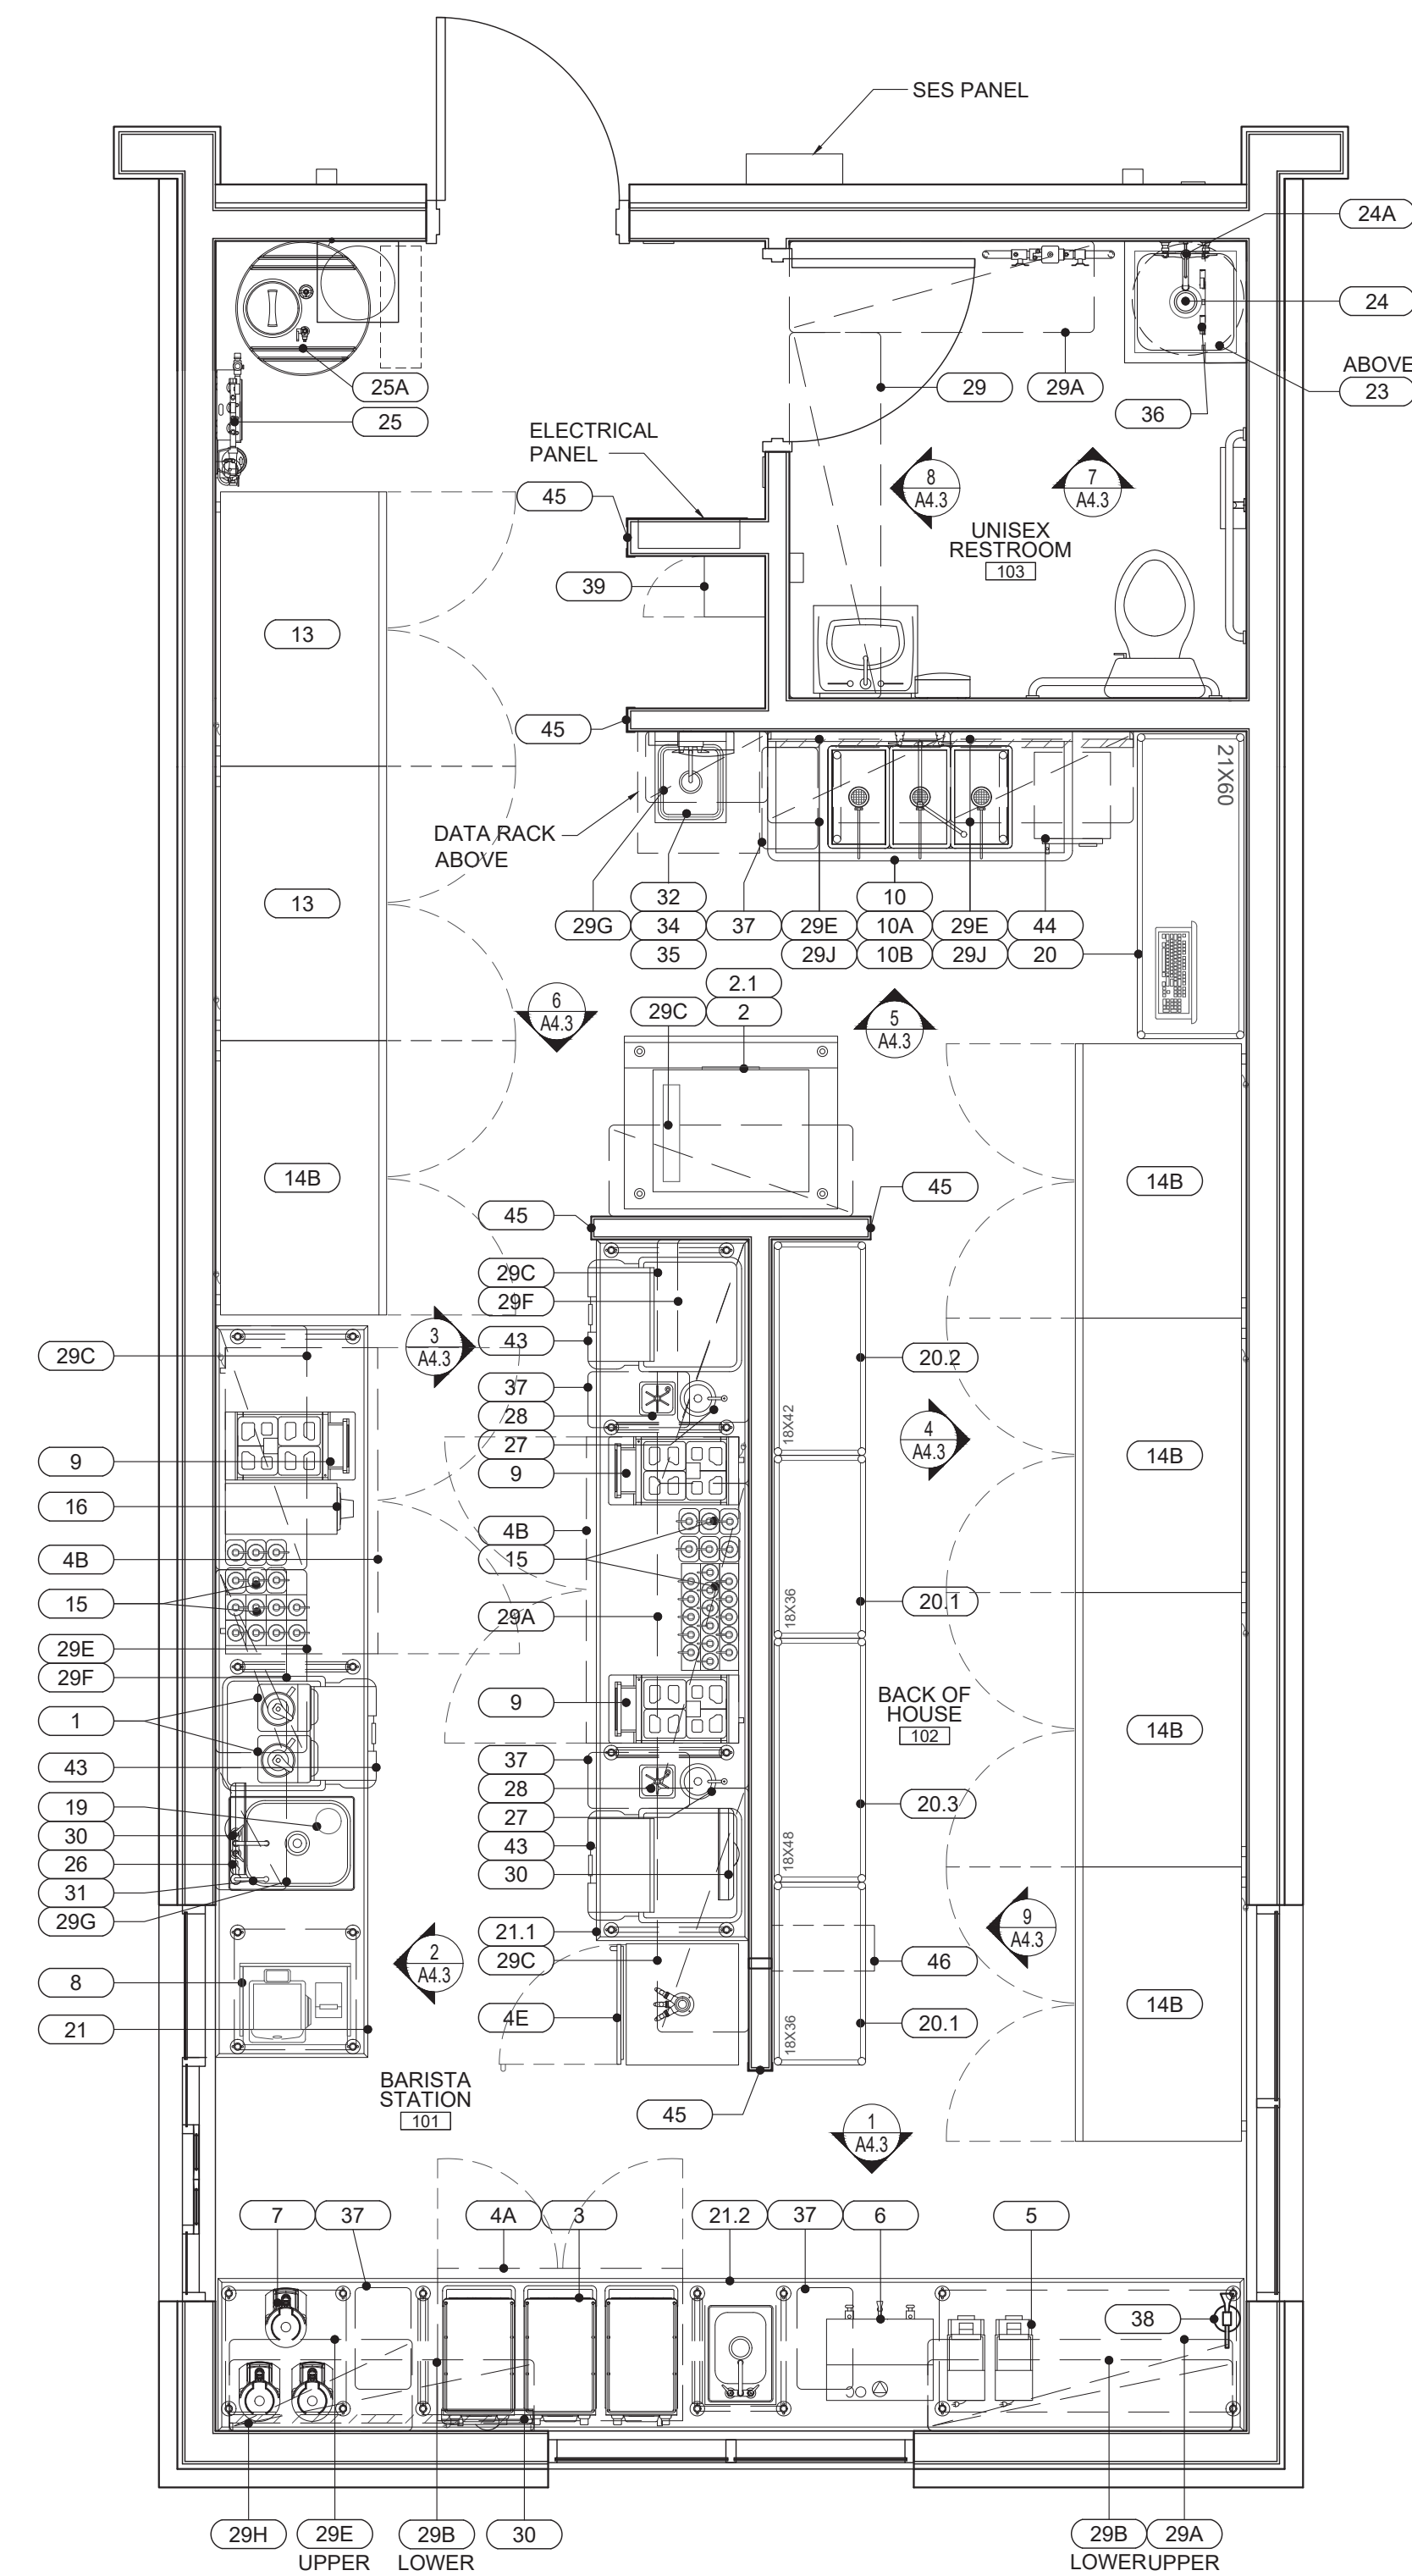 SES PANEL
24A
24
ABOVE
23
36
29
29A
25A
25
ELECTRICAL
PANEL
45
8
A4.3
7
A4.3
UNISEX
RESTROOM
103
39
13
45
21X60
DATA RACK
ABOVE
13
32
34
35
29G
37
29E
29J
10
10A
10B
29E
29J
44
20
2.1
2
29C
6
A4.3
5
A4.3
14B
14B
45
45
29C
29F
3
A4.3
43
29C
20.2
37
28
27
9
18X42
4
A4.3
14B
9
16
4B
15
4B
15
29A
18X36
20.1
15
29E
29F
1
43
9
BACK OF
HOUSE
102
14B
37
28
27
43
30
20.3
18X48
19
30
26
31
29G
21.1
29C
9
A4.3
2
A4.3
46
8
21
4E
18X36
20.1
14B
BARISTA
STATION
101
45
1
A4.3
7
37
4A
3
21.2
37
6
5
38
29H
29E
UPPER
29B
LOWER
30
29B
LOWER
29A
UPPER